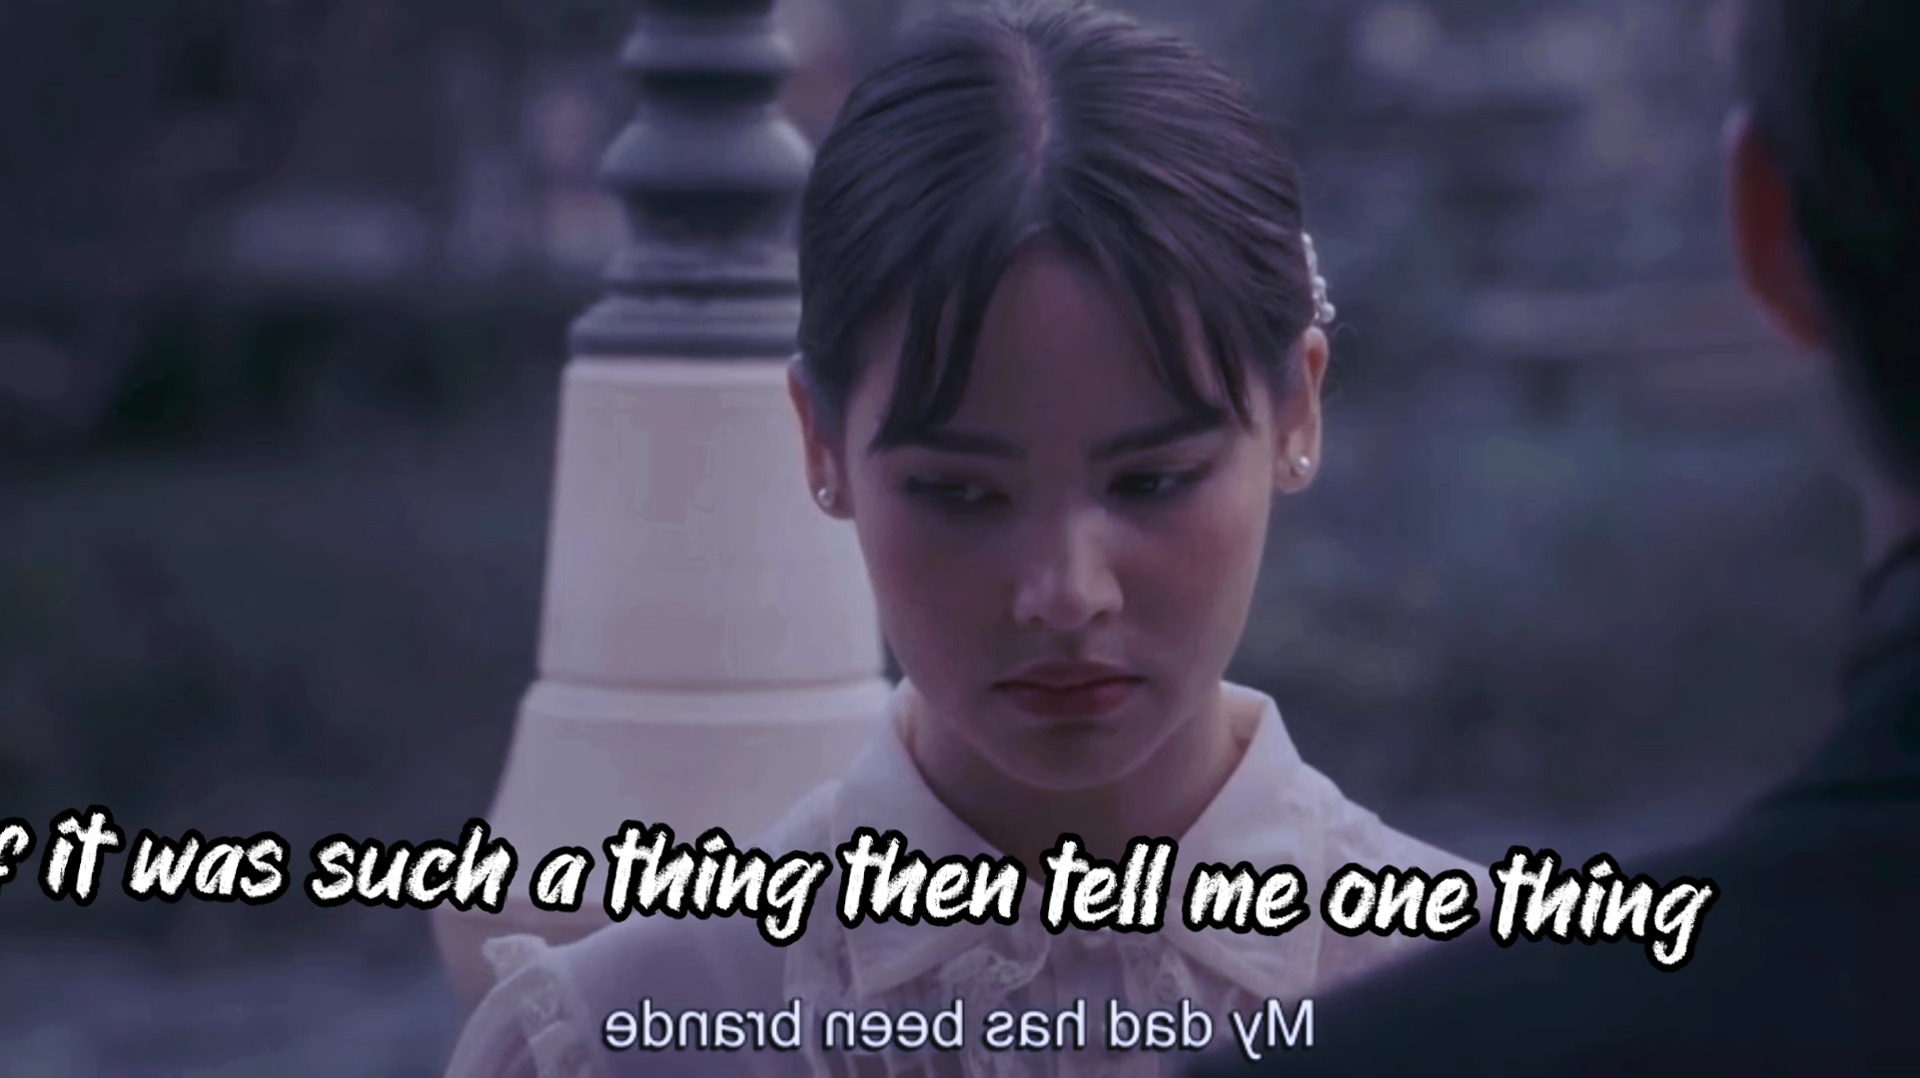 it was such a thing then tell me one thing
My dad has been brande